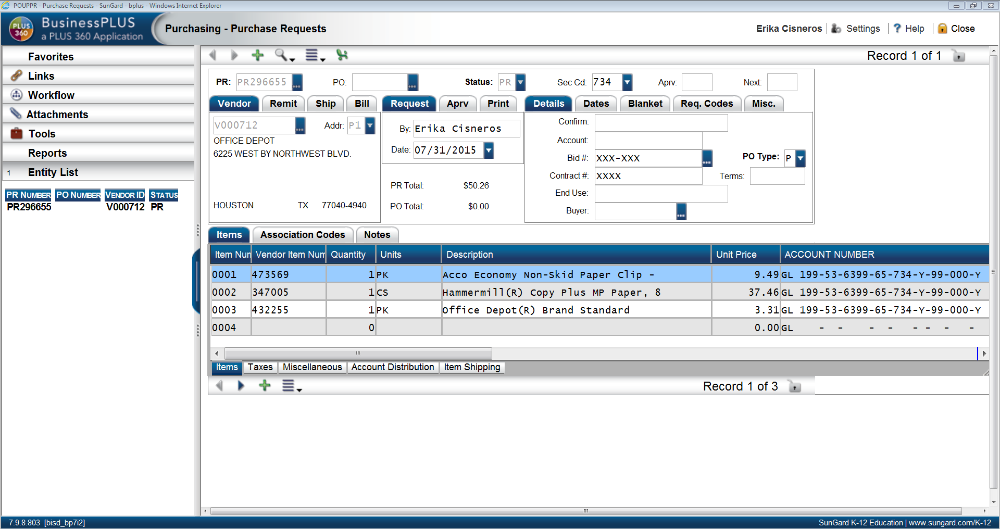 POUPPR - Purchase Requests - SunGard - bplus - Windows Internet Explorer
PLUS 360
BusinessPLUS
a PLUS 360 Application
Purchasing - Purchase Requests
Erika Cisneros Settings ? Help Close
Favorites
Links
Workflow
Attachments
Tools
Reports
1 Entity List
PR NUMBER PO NUMBER VENDOR ID STATUS
PR296655 V000712 PR
Record 1 of 1
PR: PR296655 ... PO: ... Status: PR Sec Cd: 734 Aprv: Next:
Vendor Remit Ship Bill Request Aprv Print Details Dates Blanket Req. Codes Misc.
V000712 ... Addr: P1
OFFICE DEPOT
6225 WEST BY NORTHWEST BLVD.
HOUSTON TX 77040-4940
By: Erika Cisneros
Date: 07/31/2015
PR Total: $50.26
PO Total: $0.00
Confirm:
Account:
Bid #: XXX-XXX ... PO Type: P
Contract #: XXXX Terms:
End Use:
Buyer: ...
Items Association Codes Notes
Item Num Vendor Item Num Quantity Units Description Unit Price ACCOUNT NUMBER
0001 473569 1 PK Acco Economy Non-Skid Paper Clip - 9.49 GL 199-53-6399-65-734-Y-99-000-Y
0002 347005 1 CS Hammermill(R) Copy Plus MP Paper, 8 37.46 GL 199-53-6399-65-734-Y-99-000-Y
0003 432255 1 PK Office Depot(R) Brand Standard 3.31 GL 199-53-6399-65-734-Y-99-000-Y
0004 0 0.00 GL - - - - - - - -
Items Taxes Miscellaneous Account Distribution Item Shipping
Record 1 of 3
7.9.8.803 [bisd_bp7i2] SunGard K-12 Education | www.sungard.com/K-12